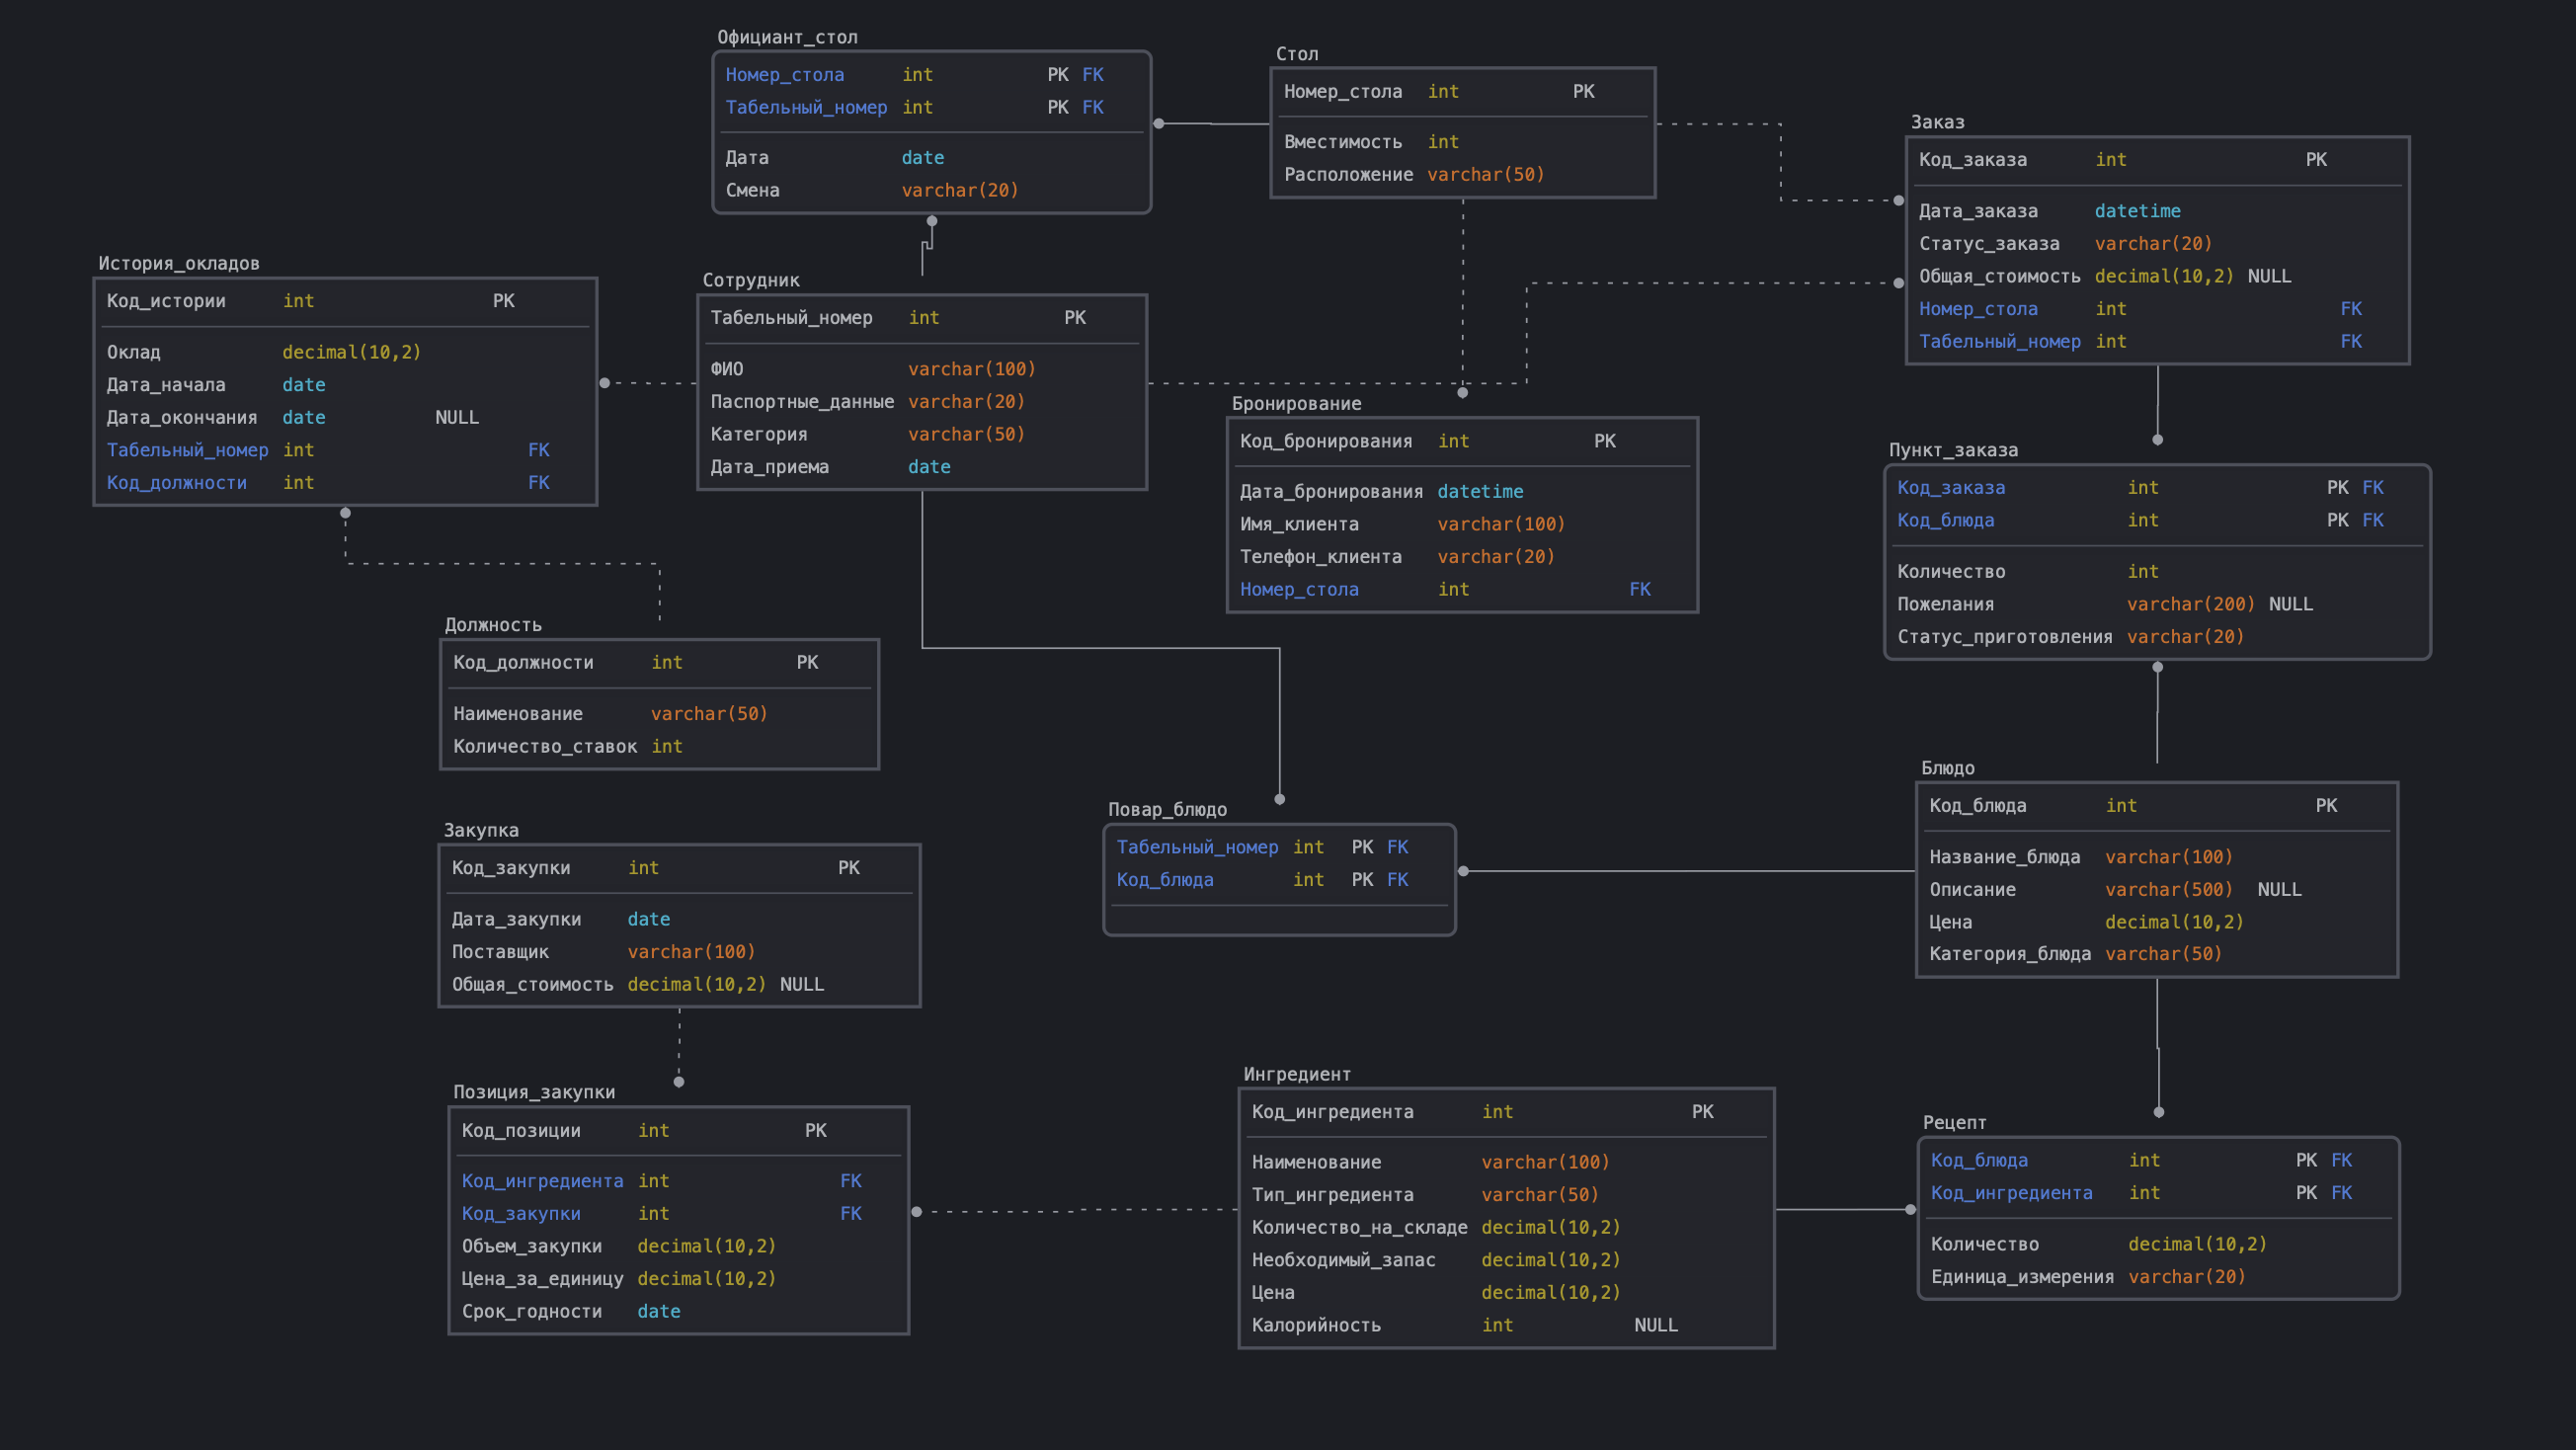 Официант_стол
Номер_стола int PK FK
Табельный_номер int PK FK
Дата date
Смена varchar(20)
Стол
Номер_стола int PK
Вместимость int
Расположение varchar(50)
Заказ
Код_заказа int PK
Дата_заказа datetime
Статус_заказа varchar(20)
Общая_стоимость decimal(10,2) NULL
Номер_стола int FK
Табельный_номер int FK
История_окладов
Код_истории int PK
Оклад decimal(10,2)
Дата_начала date
Дата_окончания date NULL
Табельный_номер int FK
Код_должности int FK
Сотрудник
Табельный_номер int PK
ФИО varchar(100)
Паспортные_данные varchar(20)
Категория varchar(50)
Дата_приема date
Бронирование
Код_бронирования int PK
Дата_бронирования datetime
Имя_клиента varchar(100)
Телефон_клиента varchar(20)
Номер_стола int FK
Пункт_заказа
Код_заказа int PK FK
Код_блюда int PK FK
Количество int
Пожелания varchar(200) NULL
Статус_приготовления varchar(20)
Должность
Код_должности int PK
Наименование varchar(50)
Количество_ставок int
Блюдо
Код_блюда int PK
Название_блюда varchar(100)
Описание varchar(500) NULL
Цена decimal(10,2)
Категория_блюда varchar(50)
Повар_блюдо
Табельный_номер int PK FK
Код_блюда int PK FK
Закупка
Код_закупки int PK
Дата_закупки date
Поставщик varchar(100)
Общая_стоимость decimal(10,2) NULL
Позиция_закупки
Код_позиции int PK
Код_ингредиента int FK
Код_закупки int FK
Объем_закупки decimal(10,2)
Цена_за_единицу decimal(10,2)
Срок_годности date
Ингредиент
Код_ингредиента int PK
Наименование varchar(100)
Тип_ингредиента varchar(50)
Количество_на_складе decimal(10,2)
Необходимый_запас decimal(10,2)
Цена decimal(10,2)
Калорийность int NULL
Рецепт
Код_блюда int PK FK
Код_ингредиента int PK FK
Количество decimal(10,2)
Единица_измерения varchar(20)